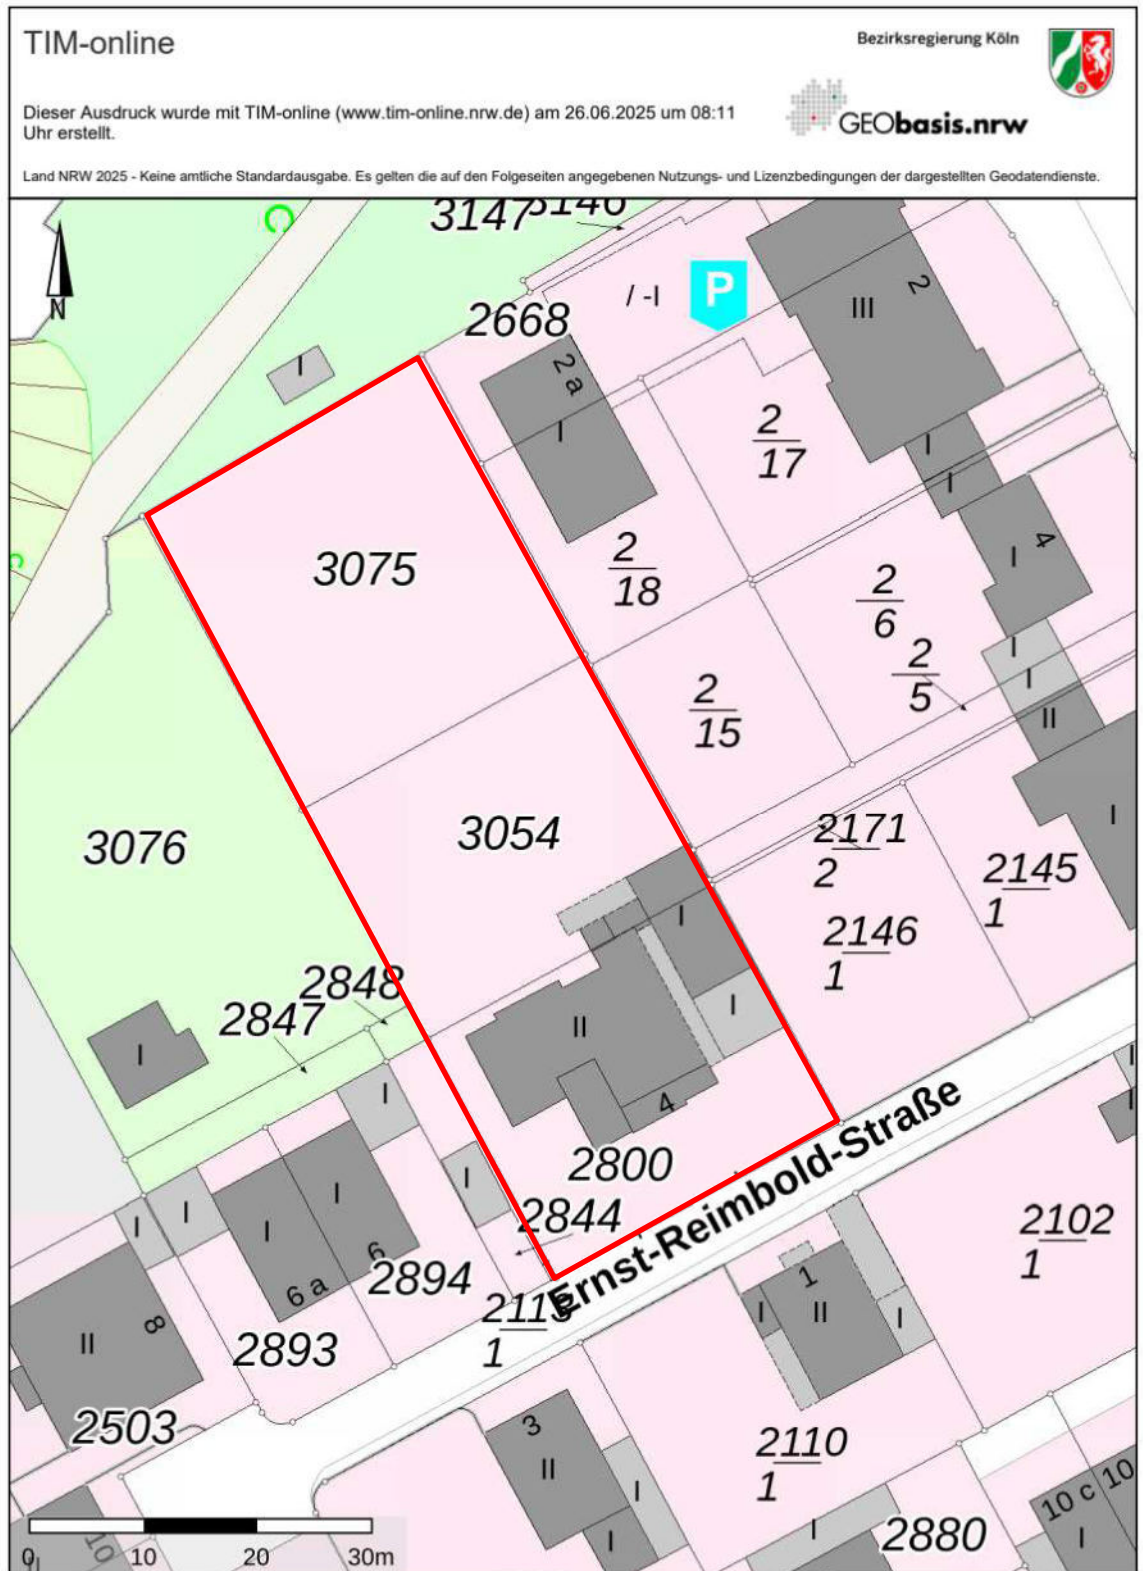 TIM-online
Bezirksregierung Köln
Dieser Ausdruck wurde mit TIM-online (www.tim-online.nrw.de) am 26.06.2025 um 08:11
Uhr erstellt.
GEObasis.nrw
Land NRW 2025 - Keine amtliche Standardausgabe. Es gelten die auf den Folgeseiten angegebenen Nutzungs- und Lizenzbedingungen der dargestellten Geodatendienste.
C
3147
3146
N
/ -I
P
2
III
2668
I
2 a
I
2
17
I
I
C
3075
2
18
4
I
2
6
I
2
5
I
2
15
II
3076
3054
2171
2
I
2145
1
I
2146
1
2848
2847
I
II
I
I
I
4
I
Ernst-Reimbold-Straße
I
2800
I
I
I
I
I
2844
2102
1
6
6 a
2894
1
I
II
I
8
II
2893
2113
1
2503
3
II
2110
1
I
10 c
10
I
I
2880
I
I
10
II
0
10
20
30m